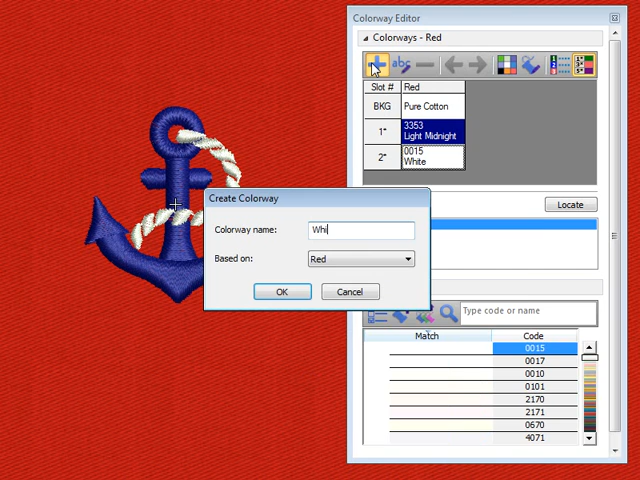 Colorway Editor
Colorways - Red
abc
Slot # Red
BKG Pure Cotton
1* 3353 Light Midnight
2* 0015 White
Create Colorway
Colorway name: Whi
Based on: Red
OK Cancel
Locate
Type code or name
Match Code
0015
0017
0010
0101
2170
2171
0670
4071